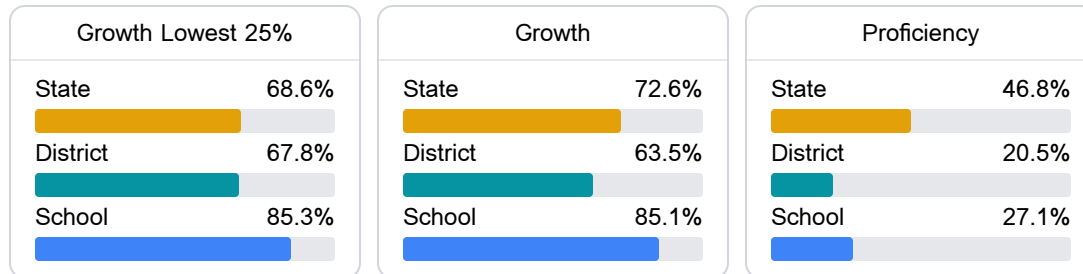 Growth Lowest 25%
State 68.6%
District 67.8%
School 85.3%
Growth
State 72.6%
District 63.5%
School 85.1%
Proficiency
State 46.8%
District 20.5%
School 27.1%